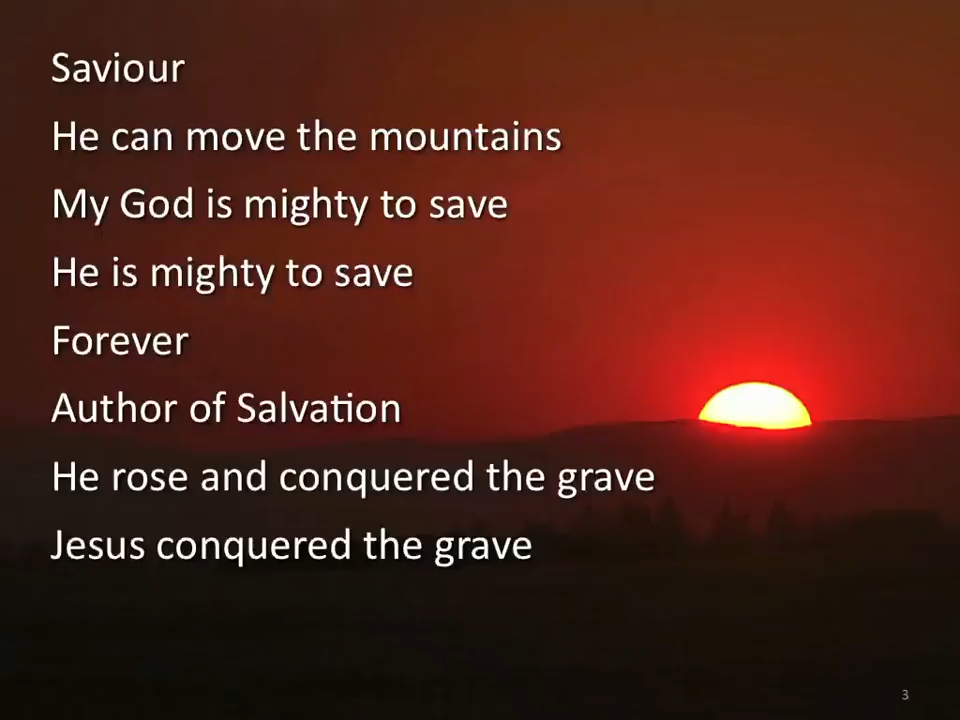 Saviour
He can move the mountains
My God is mighty to save
He is mighty to save
Forever
Author of Salvation
He rose and conquered the grave
Jesus conquered the grave
3